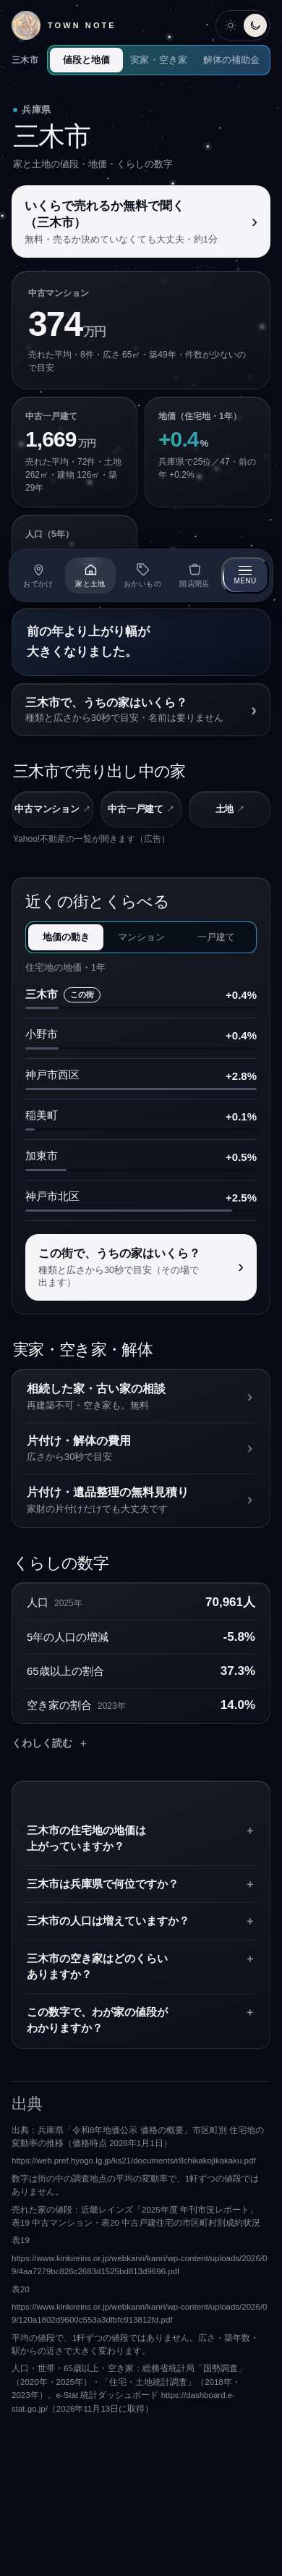 TOWN NOTE
三木市
値段と地価
実家・空き家
解体の補助金
兵庫県
三木市
家と土地の値段・地価・くらしの数字
いくらで売れるか無料で聞く
（三木市）
無料・売るか決めていなくても大丈夫・約1分
中古マンション
374万円
売れた平均・8件・広さ 65㎡・築49年・件数が少ないの
で目安
中古一戸建て
1,669万円
売れた平均・72件・土地
262㎡・建物 126㎡・築
29年
地価（住宅地・1年）
+0.4%
兵庫県で25位／47・前の
年 +0.2%
人口（5年）
おでかけ
家と土地
おかいもの
開店閉店
MENU
前の年より上がり幅が
大きくなりました。
三木市で、うちの家はいくら？
種類と広さから30秒で目安・名前は要りません
三木市で売り出し中の家
中古マンション ↗
中古一戸建て ↗
土地 ↗
Yahoo!不動産の一覧が開きます（広告）
近くの街とくらべる
地価の動き
マンション
一戸建て
住宅地の地価・1年
三木市 この街 +0.4%
小野市 +0.4%
神戸市西区 +2.8%
稲美町 +0.1%
加東市 +0.5%
神戸市北区 +2.5%
この街で、うちの家はいくら？
種類と広さから30秒で目安（その場で
出ます）
実家・空き家・解体
相続した家・古い家の相談
再建築不可・空き家も。無料
片付け・解体の費用
広さから30秒で目安
片付け・遺品整理の無料見積り
家財の片付けだけでも大丈夫です
くらしの数字
人口 2025年 70,961人
5年の人口の増減 -5.8%
65歳以上の割合 37.3%
空き家の割合 2023年 14.0%
くわしく読む +
三木市の住宅地の地価は
上がっていますか？ +
三木市は兵庫県で何位ですか？ +
三木市の人口は増えていますか？ +
三木市の空き家はどのくらい
ありますか？ +
この数字で、わが家の値段が
わかりますか？ +
出典
出典：兵庫県「令和8年地価公示 価格の概要」市区町別 住宅地の
変動率の推移（価格時点 2026年1月1日）
https://web.pref.hyogo.lg.jp/ks21/documents/r8chikakojikakaku.pdf
数字は街の中の調査地点の平均の変動率で、1軒ずつの値段では
ありません。
売れた家の値段：近畿レインズ「2025年度 年刊市況レポート」
表19 中古マンション・表20 中古戸建住宅の市区町村別成約状況
表19
https://www.kinkireins.or.jp/webkanri/kanri/wp-content/uploads/2026/0
9/4aa7279bc826c2683d1525bd813d9696.pdf
表20
https://www.kinkireins.or.jp/webkanri/kanri/wp-content/uploads/2026/0
9/120a1802d9600c553a3dfbfc913812fd.pdf
平均の値段で、1軒ずつの値段ではありません。広さ・築年数・
駅からの近さで大きく変わります。
人口・世帯・65歳以上・空き家：総務省統計局「国勢調査」
（2020年・2025年）・「住宅・土地統計調査」（2018年・
2023年）。e-Stat 統計ダッシュボード https://dashboard.e-
stat.go.jp/（2026年11月13日に取得）